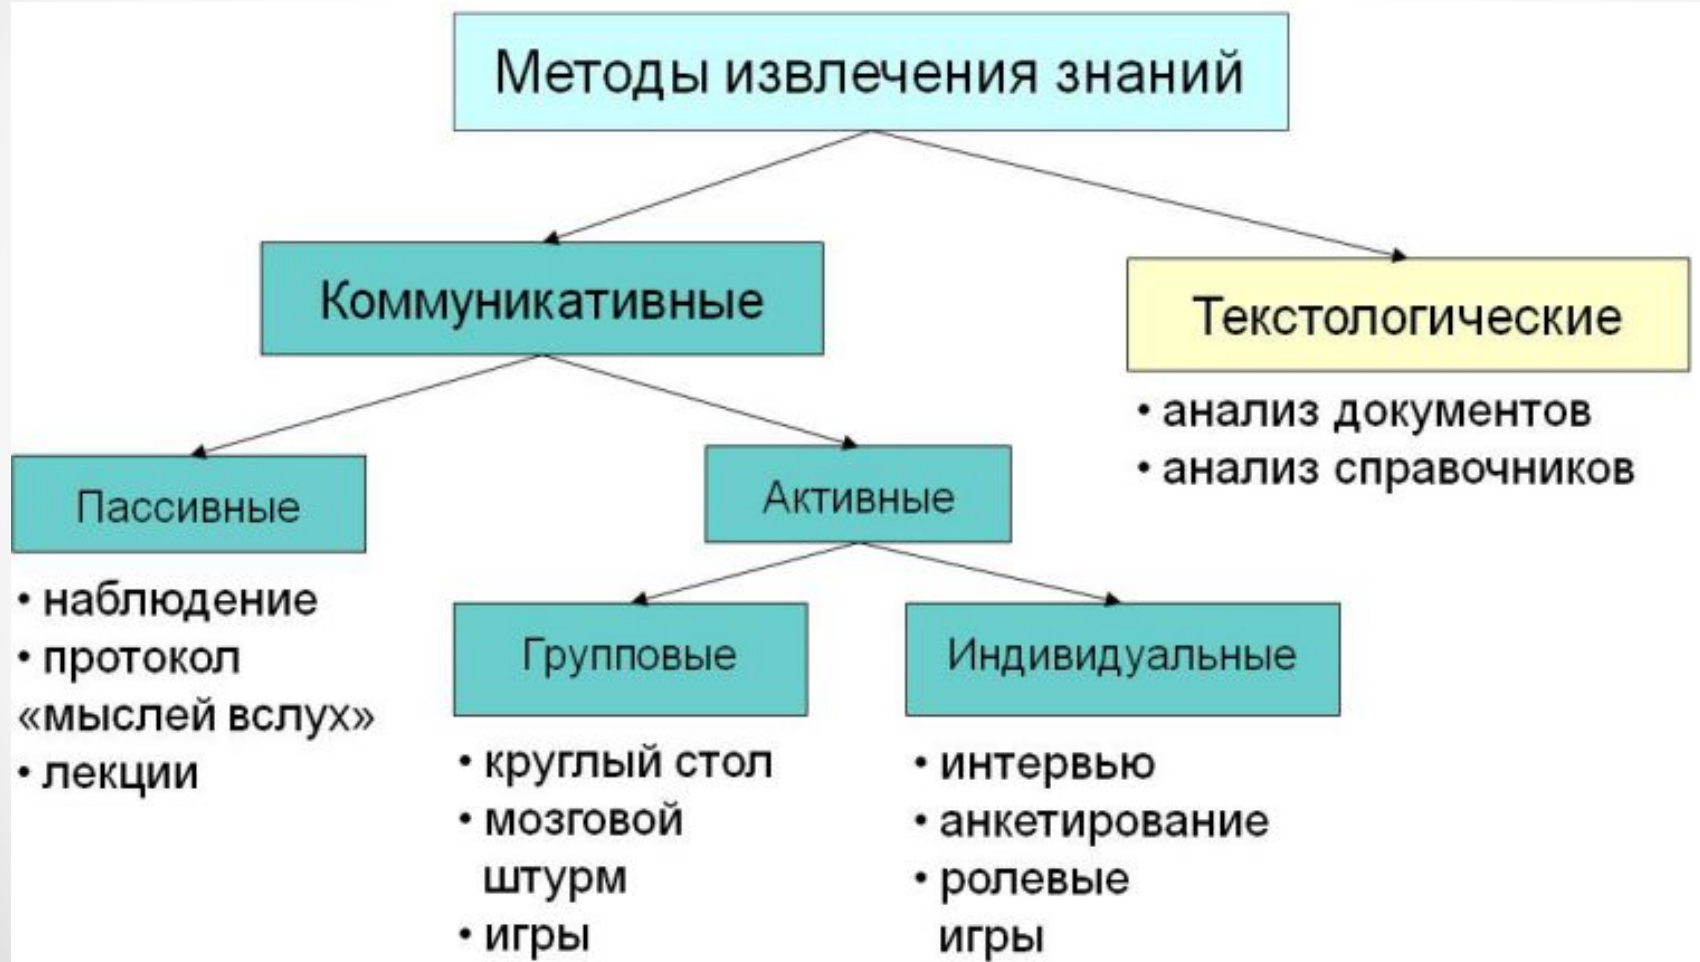 Методы извлечения знаний
Коммуникативные
Текстологические
• анализ документов
• анализ справочников
Пассивные
• наблюдение
• протокол
«мыслей вслух»
• лекции
Активные
Групповые
• круглый стол
• мозговой
штурм
• игры
Индивидуальные
• интервью
• анкетирование
• ролевые
игры